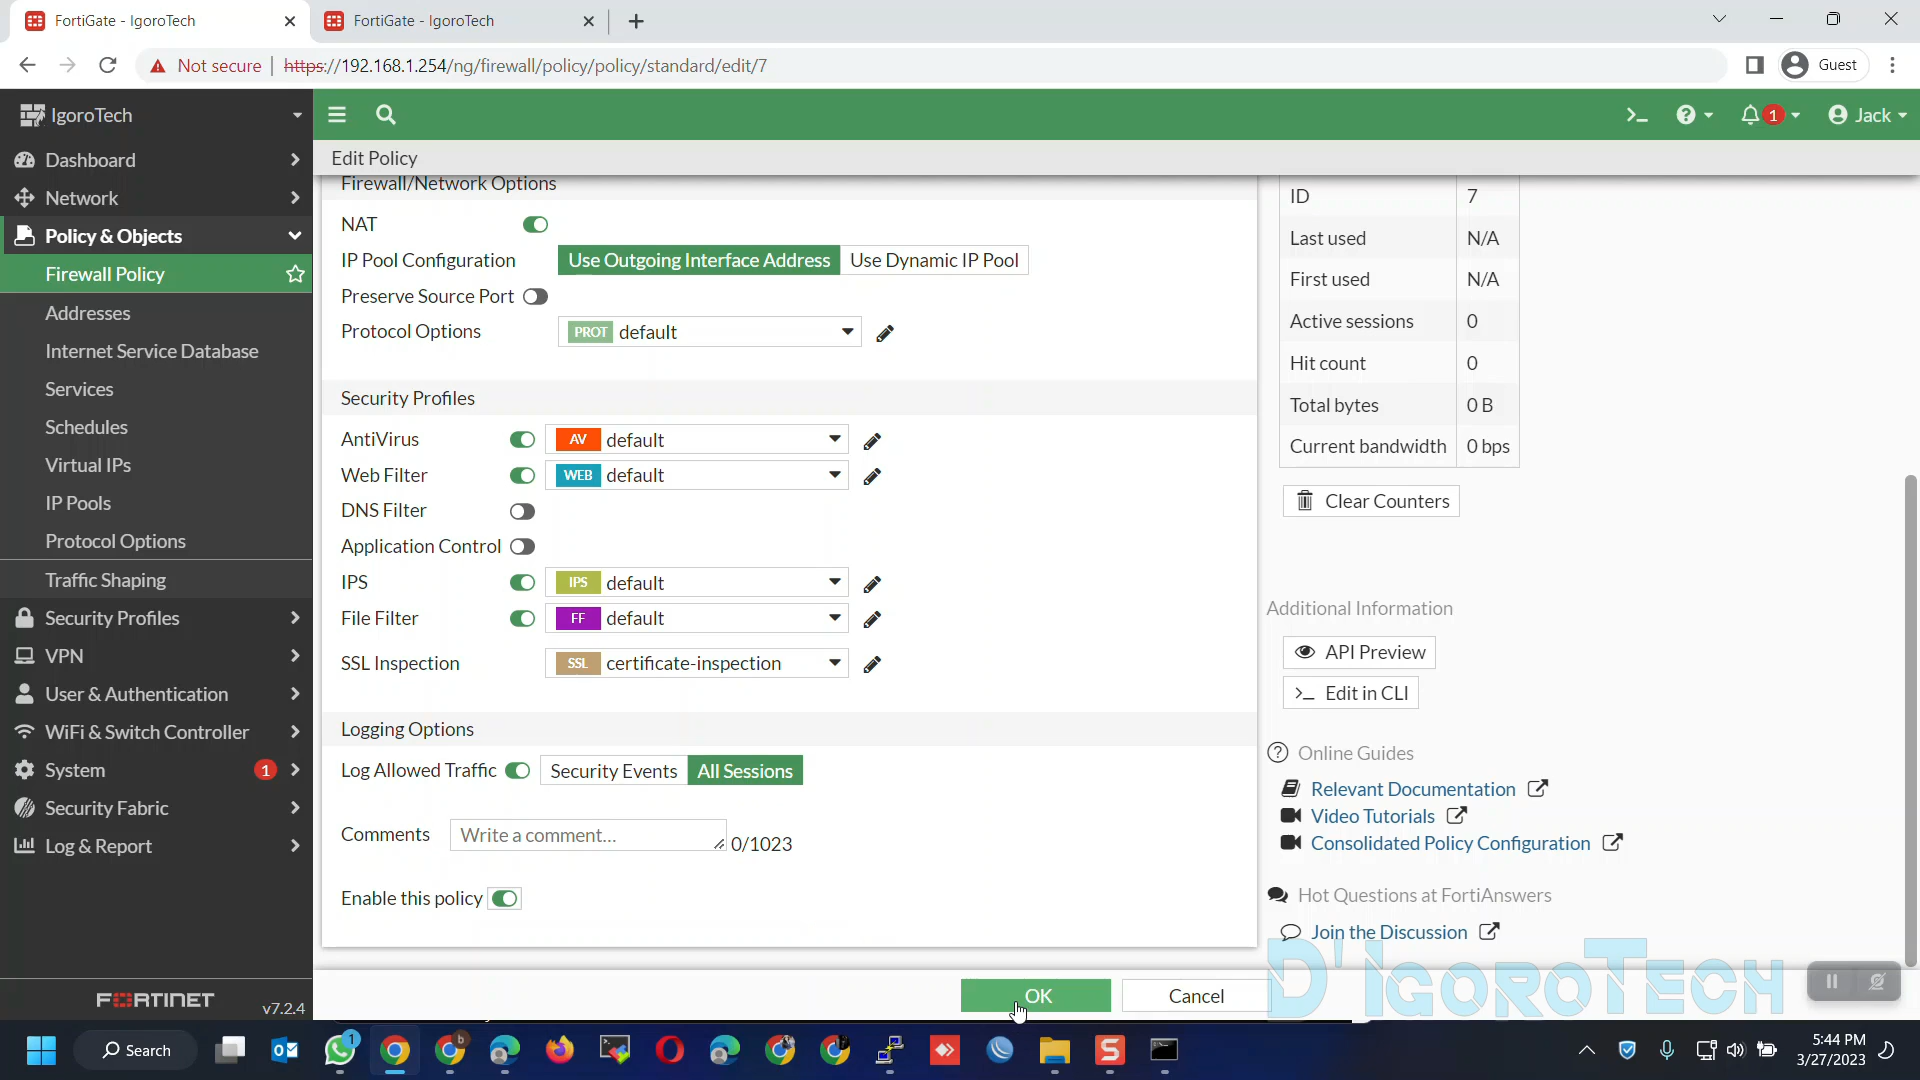 FortiGate - IgoroTech
FortiGate - IgoroTech
Not secure | https://192.168.1.254/ng/firewall/policy/policy/standard/edit/7
Guest
IgoroTech
1
Jack
Dashboard
Network
Policy & Objects
Firewall Policy
Addresses
Internet Service Database
Services
Schedules
Virtual IPs
IP Pools
Protocol Options
Traffic Shaping
Security Profiles
VPN
User & Authentication
WiFi & Switch Controller
System 1
Security Fabric
Log & Report
FORTINET v7.2.4
Edit Policy
Firewall/Network Options
NAT
IP Pool Configuration Use Outgoing Interface Address Use Dynamic IP Pool
Preserve Source Port
Protocol Options PROT default
Security Profiles
AntiVirus AV default
Web Filter WEB default
DNS Filter
Application Control
IPS IPS default
File Filter FF default
SSL Inspection SSL certificate-inspection
Logging Options
Log Allowed Traffic Security Events All Sessions
Comments Write a comment... 0/1023
Enable this policy
OK Cancel
ID 7
Last used N/A
First used N/A
Active sessions 0
Hit count 0
Total bytes 0 B
Current bandwidth 0 bps
Clear Counters
Additional Information
API Preview
>_ Edit in CLI
Online Guides
Relevant Documentation
Video Tutorials
Consolidated Policy Configuration
Hot Questions at FortiAnswers
Join the Discussion
D'IGOROTECH
Search
1
b
5:44 PM
3/27/2023